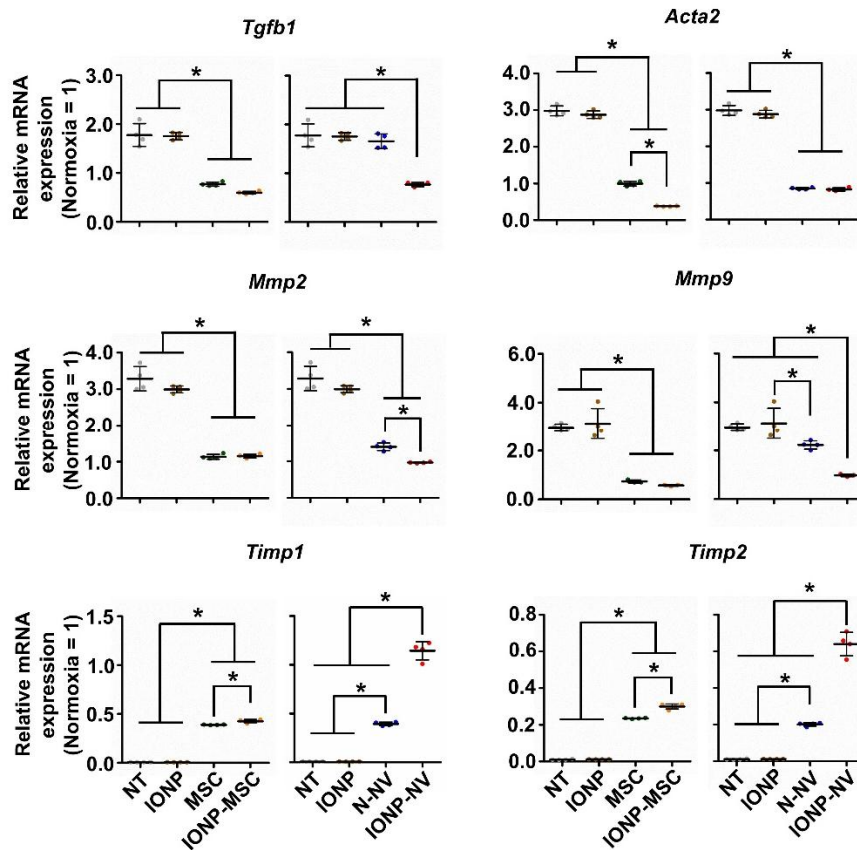 Tgfb1
Acta2
Relative mRNA
expression
(Normoxia = 1)
3.0
2.0
1.0
0.0
*
*
4.0
3.0
2.0
1.0
0.0
*
*
*
Mmp2
Mmp9
Relative mRNA
expression
(Normoxia = 1)
4.0
3.0
2.0
1.0
0.0
*
*
*
6.0
4.0
2.0
0.0
*
*
*
Timp1
Timp2
Relative mRNA
expression
(Normoxia = 1)
1.5
1.0
0.5
0.0
*
*
*
*
0.8
0.6
0.4
0.2
0.0
*
*
*
*
NT
IONP
MSC
IONP-MSC
NT
IONP
N-NV
IONP-NV
NT
IONP
MSC
IONP-MSC
NT
IONP
N-NV
IONP-NV